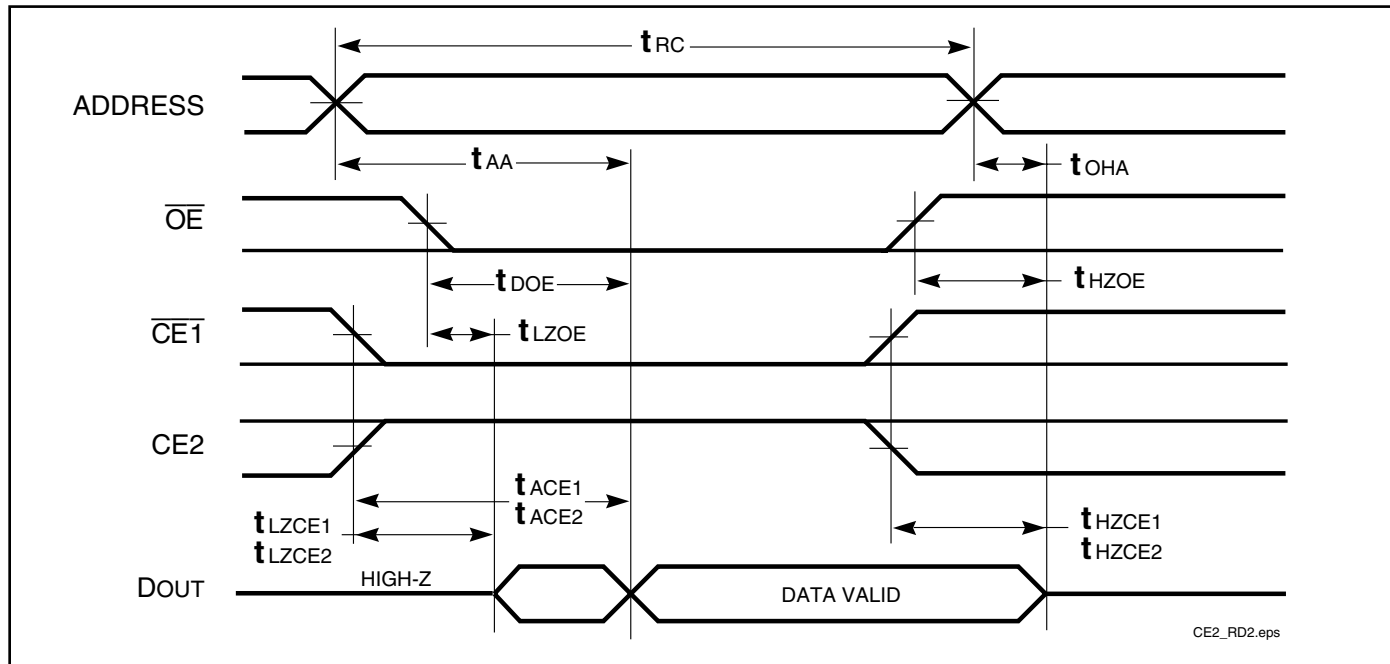 tRC
ADDRESS
tAA
tOHA
OE
tDOE
tHZOE
CE1
tLZOE
CE2
tACE1
tACE2
tLZCE1
tLZCE2
tHZCE1
tHZCE2
DOUT
HIGH-Z
DATA VALID
CE2_RD2.eps